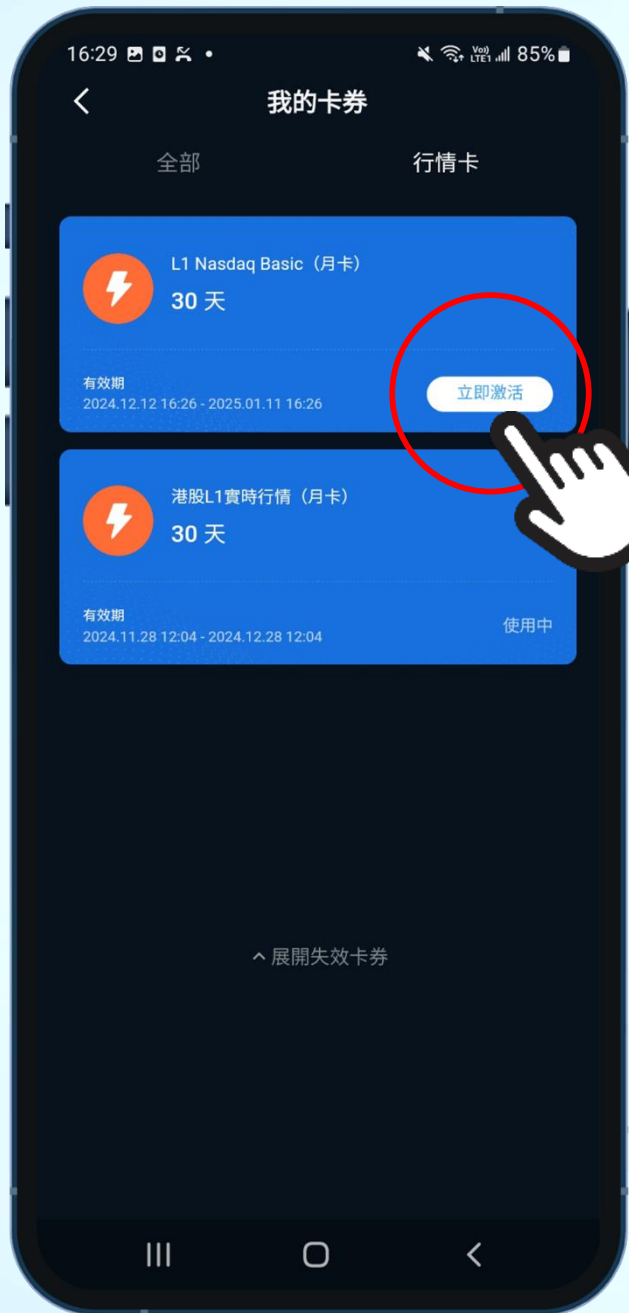 16:29 Vo)) LTE1 85%
我的卡券
全部 行情卡
L1 Nasdaq Basic（月卡）
30 天
有效期
2024.12.12 16:26 - 2025.01.11 16:26
立即激活
港股L1實時行情（月卡）
30 天
有效期
2024.11.28 12:04 - 2024.12.28 12:04
使用中
展開失效卡券